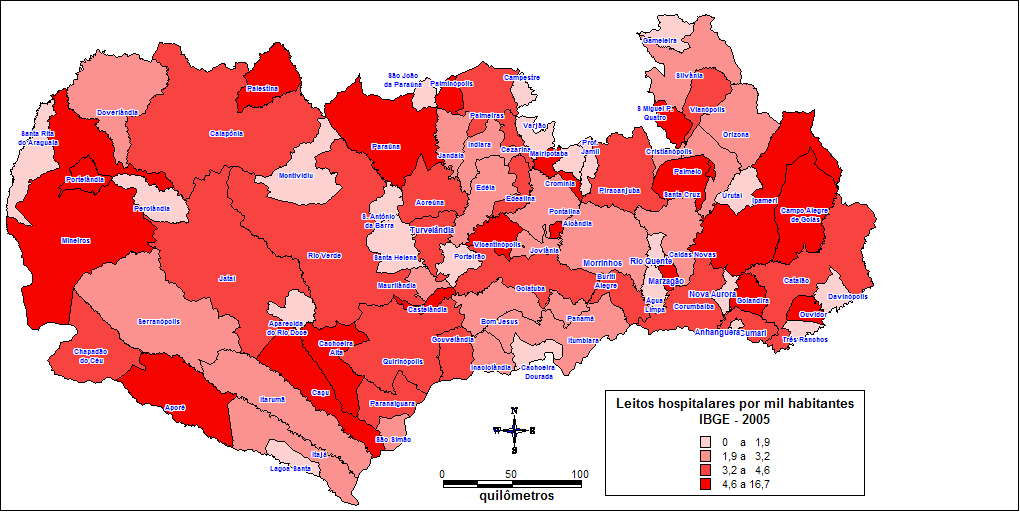 Gameleira
Silvânia
São João
da Paraúna
Palminópolis
Campestre
Palestina
Doverlândia
S Miguel P.
Quatro
Vianópolis
Palmeiras
Varjão
Santa Rita
do Araguaia
Caiapônia
Orizona
Paraúna
Indiara
Cezarina
Prof.
Jamil
Jandaia
Mairipotaba
Cristianópolis
Portelândia
Montividiu
Palmelo
Cromínia
Piracanjuba
Edéia
Edealina
Santa Cruz
Urutaí
Ipameri
Acreúna
Perolândia
Pontalina
Campo Alegre
de Goiás
S. Antônio
da Barra
Aloândia
Turvelândia
Mineiros
Vicentinópolis
Joviânia
Rio Verde
Santa Helena
Porteirão
Morrinhos
Rio Quente
Caldas Novas
Jataí
Maurilândia
Goiatuba
Buriti
Alegre
Marzagão
Catalão
Nova Aurora
Davinópolis
Goiandira
Água
Limpa
Corumbaíba
Castelândia
Ouvidor
Serranópolis
Aparecida
do Rio Doce
Bom Jesus
Panamá
Anhanguera
Cumari
Três Ranchos
Cachoeira
Alta
Gouvelândia
Itumbiara
Chapadão
do Céu
Quirinópolis
Inaciolândia
Cachoeira
Dourada
Caçu
Itarumã
Paranaiguara
Aporé
São Simão
Itajá
Lagoa Santa
N
W E
S
0 50 100
quilômetros
Leitos hospitalares por mil habitantes
IBGE - 2005
0 a 1,9
1,9 a 3,2
3,2 a 4,6
4,6 a 16,7